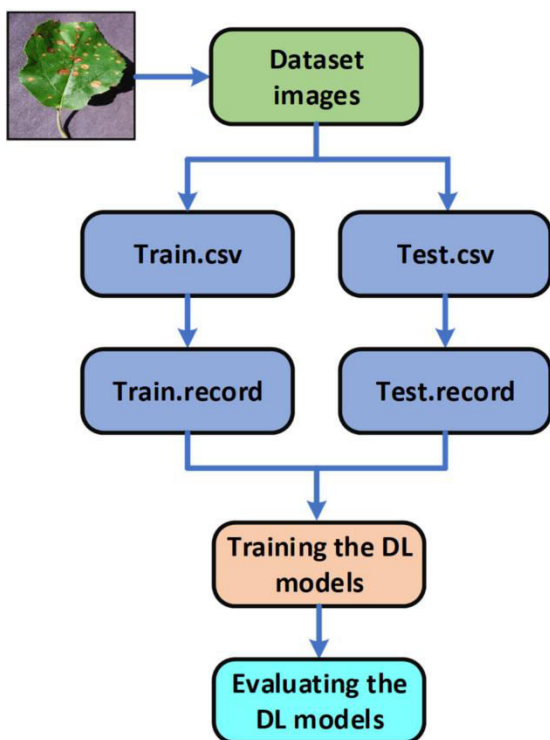 Dataset
images
Train.csv
Test.csv
Train.record
Test.record
Training the DL
models
Evaluating the
DL models